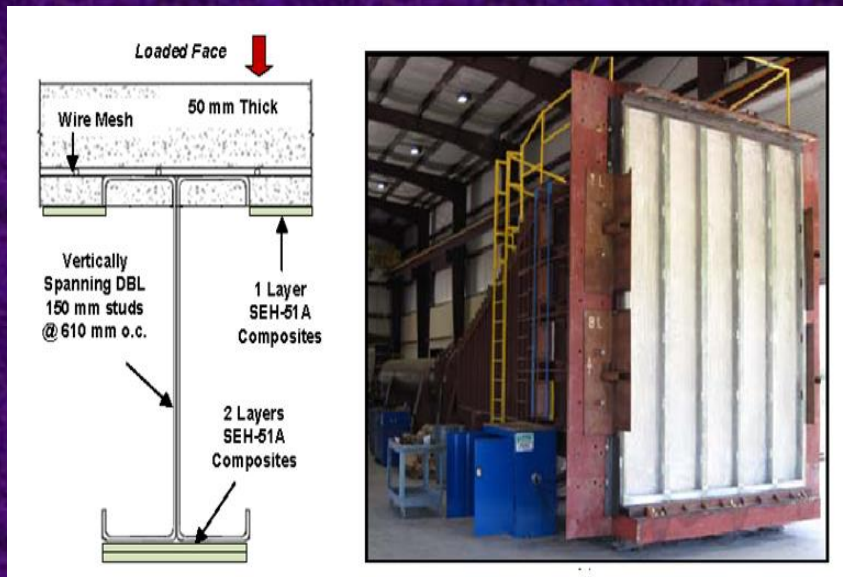 Loaded Face
50 mm Thick
Wire Mesh
Vertically
Spanning DBL
150 mm studs
@ 610 mm o.c.
1 Layer
SEH-51A
Composites
2 Layers
SEH-51A
Composites
TL
BL